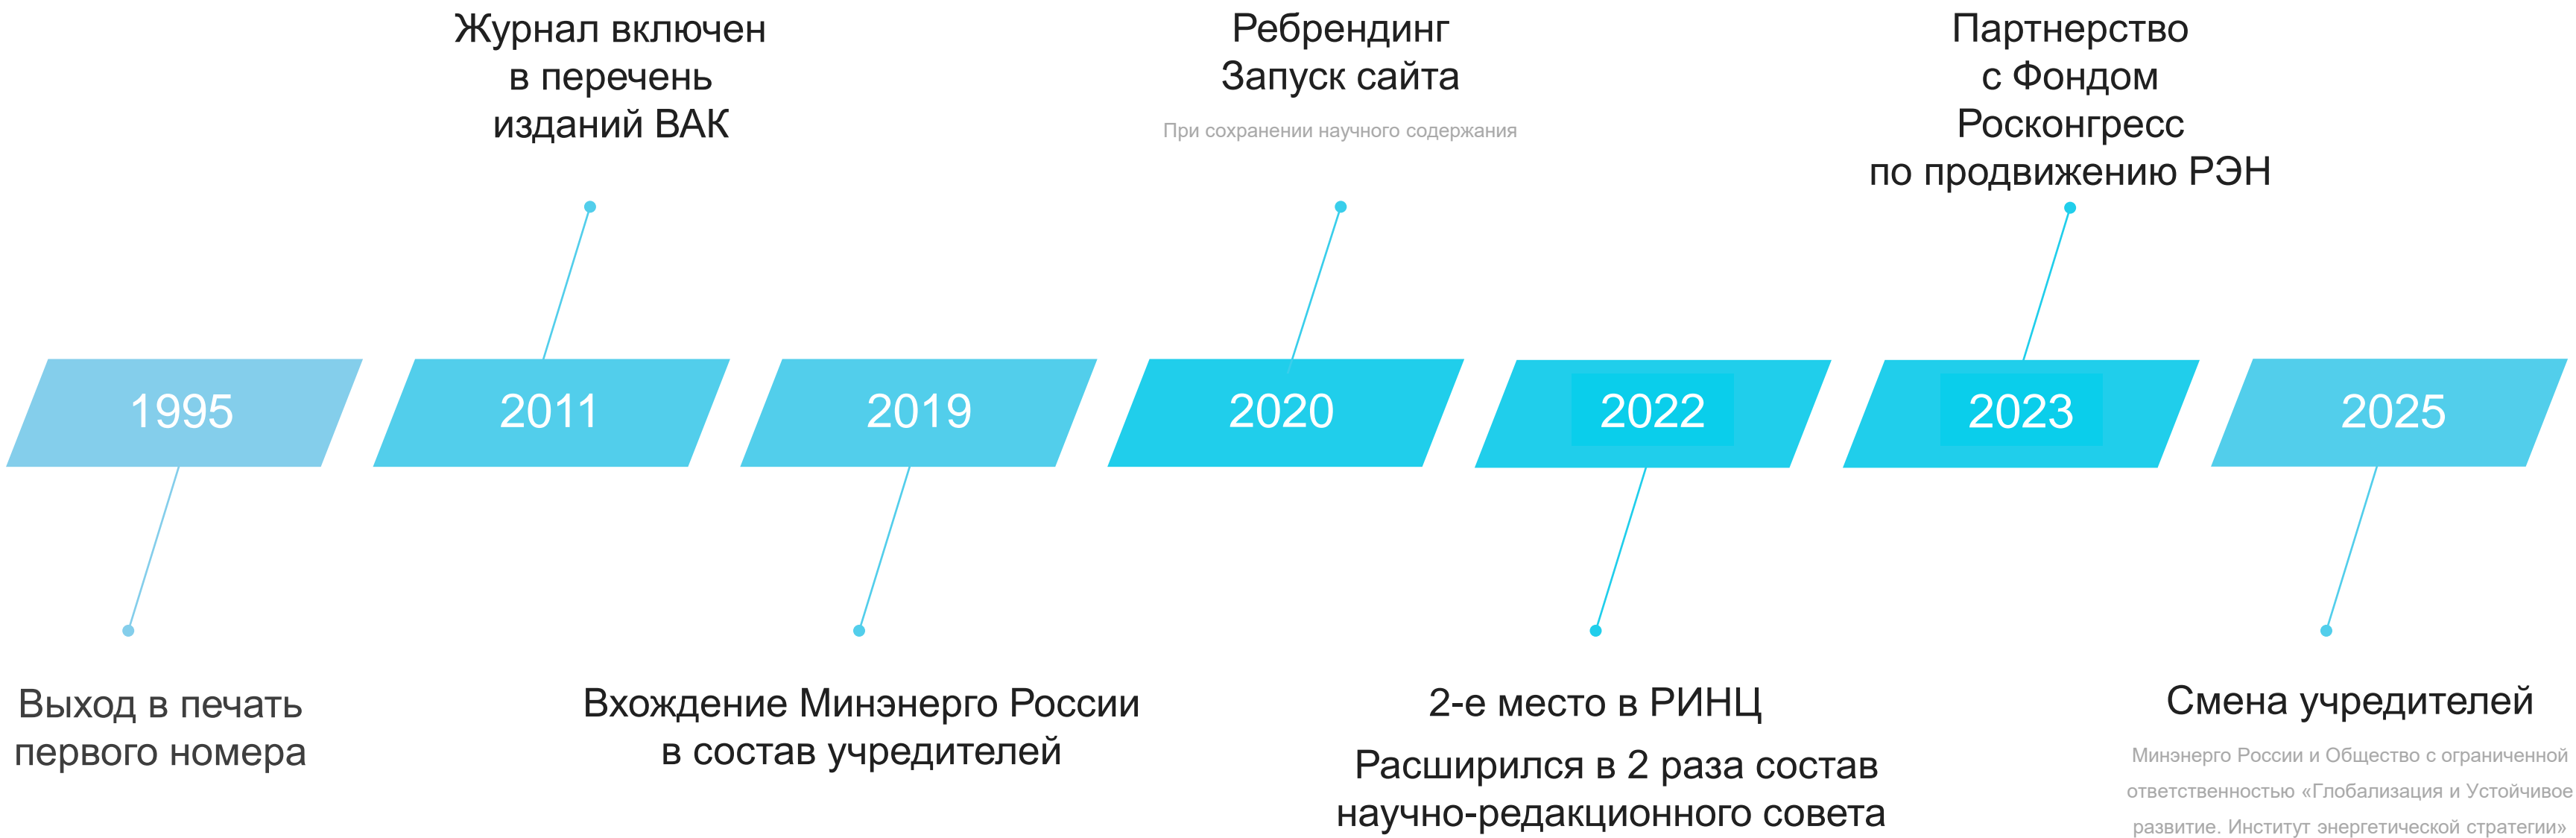 Журнал включен
в перечень
изданий ВАК
Ребрендинг
Запуск сайта
При сохранении научного содержания
Партнерство
с Фондом
Росконгресс
по продвижению РЭН
1995
2011
2019
2020
2022
2023
2025
Выход в печать
первого номера
Вхождение Минэнерго России
в состав учредителей
2-е место в РИНЦ
Расширился в 2 раза состав
научно-редакционного совета
Смена учредителей
Минэнерго России и Общество с ограниченной
ответственностью «Глобализация и Устойчивое
развитие. Институт энергетической стратегии»